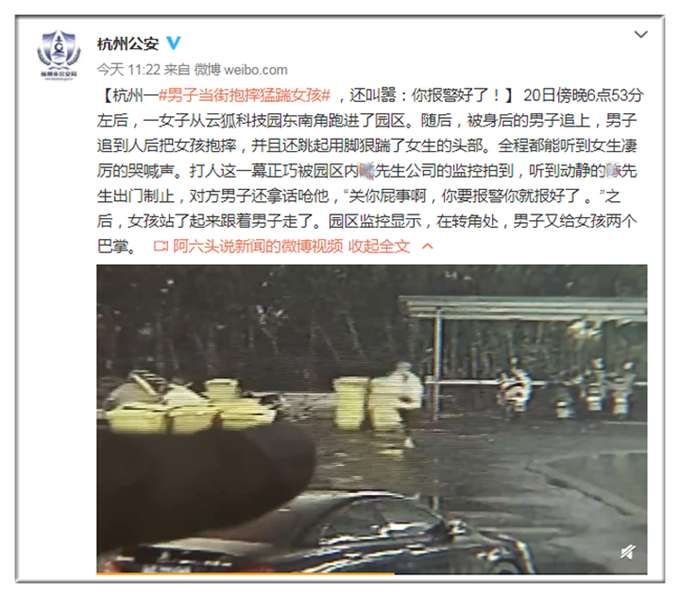 杭州公安
今天 11:22 来自 微博 weibo.com
【杭州一#男子当街抱摔猛踹女孩#，还叫嚣：你报警好了！】20日傍晚6点53分
左右，一女子从云狐科技园东南角跑进了园区。随后，被身后的男子追上，男子
追到人后把女孩抱摔，并且还跳起用脚狠踹了女生的头部。全程都能听到女生凄
厉的哭喊声。打人这一幕正巧被园区内 先生公司的监控拍到，听到动静的 先
生出门制止，对方男子还拿话呛他，“关你屁事啊，你要报警你就报好了。”之
后，女孩站了起来跟着男子走了。园区监控显示，在转角处，男子又给女孩两个
巴掌。 阿六头说新闻的微博视频 收起全文